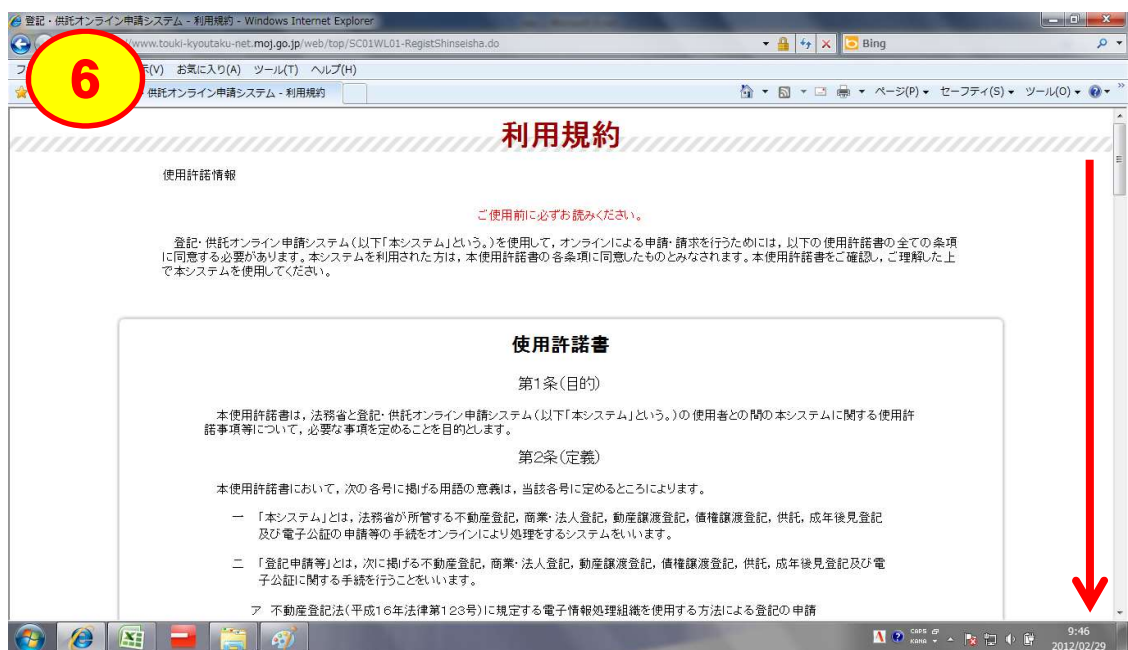 登記・供託オンライン申請システム - 利用規約 - Windows Internet Explorer
//www.touki-kyoutaku-net.moj.go.jp/web/top/SC01WL01-RegistShinseisha.do
Bing
6
(V) お気に入り(A) ツール(T) ヘルプ(H)
供託オンライン申請システム - 利用規約
ページ(P) セーフティ(S) ツール(O)
利用規約
使用許諾情報
ご使用前に必ずお読みください。
登記・供託オンライン申請システム(以下「本システム」という。)を使用して,オンラインによる申請・請求を行うためには,以下の使用許諾書の全ての条項
に同意する必要があります。本システムを利用された方は,本使用許諾書の各条項に同意したものとみなされます。本使用許諾書をご確認し,ご理解した上
で本システムを使用してください。
使用許諾書
第1条(目的)
本使用許諾書は,法務省と登記・供託オンライン申請システム(以下「本システム」という。)の使用者との間の本システムに関する使用許
諾事項等について,必要な事項を定めることを目的とします。
第2条(定義)
本使用許諾書において,次の各号に掲げる用語の意義は,当該各号に定めるところによります。
一 「本システム」とは,法務省が所管する不動産登記,商業・法人登記,動産譲渡登記,債権譲渡登記,供託,成年後見登記
及び電子公証の申請等の手続をオンラインにより処理をするシステムをいいます。
二 「登記申請等」とは,次に掲げる不動産登記,商業・法人登記,動産譲渡登記,債権譲渡登記,供託,成年後見登記及び電
子公証に関する手続を行うことをいいます。
ア 不動産登記法(平成16年法律第123号)に規定する電子情報処理組織を使用する方法による登記の申請
A CAPS
KANA
9:46
2012/02/29